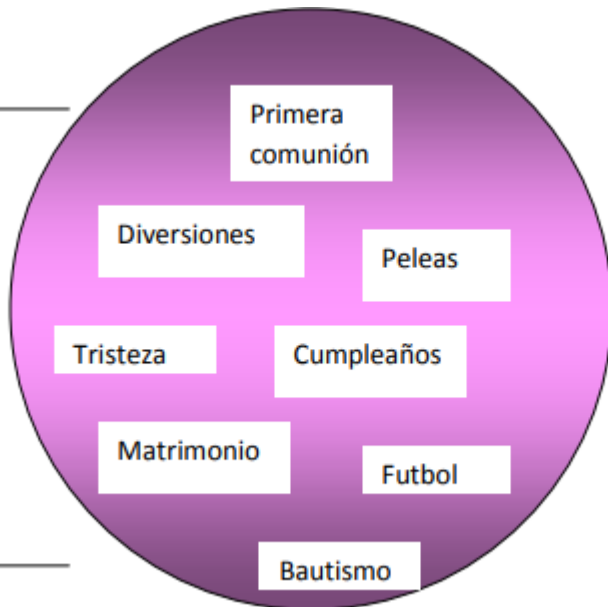 Primera
comunión
Diversiones
Peleas
Tristeza
Cumpleaños
Matrimonio
Futbol
Bautismo